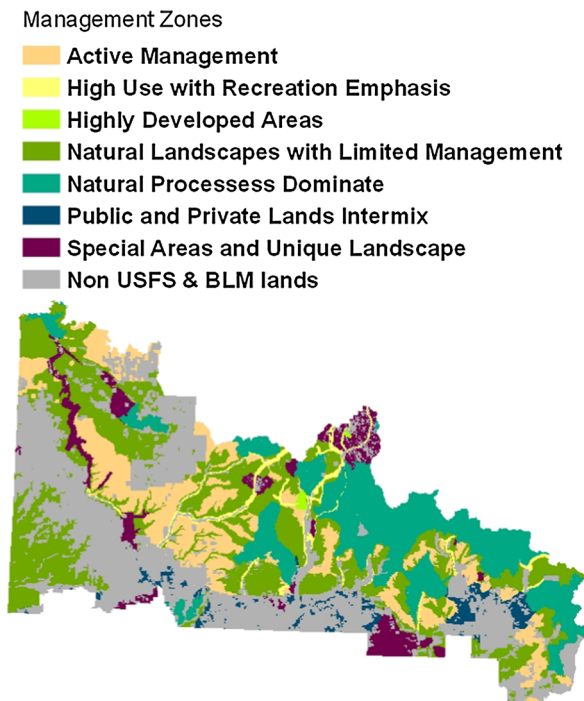 Management Zones
Active Management
High Use with Recreation Emphasis
Highly Developed Areas
Natural Landscapes with Limited Management
Natural Processess Dominate
Public and Private Lands Intermix
Special Areas and Unique Landscape
Non USFS & BLM lands